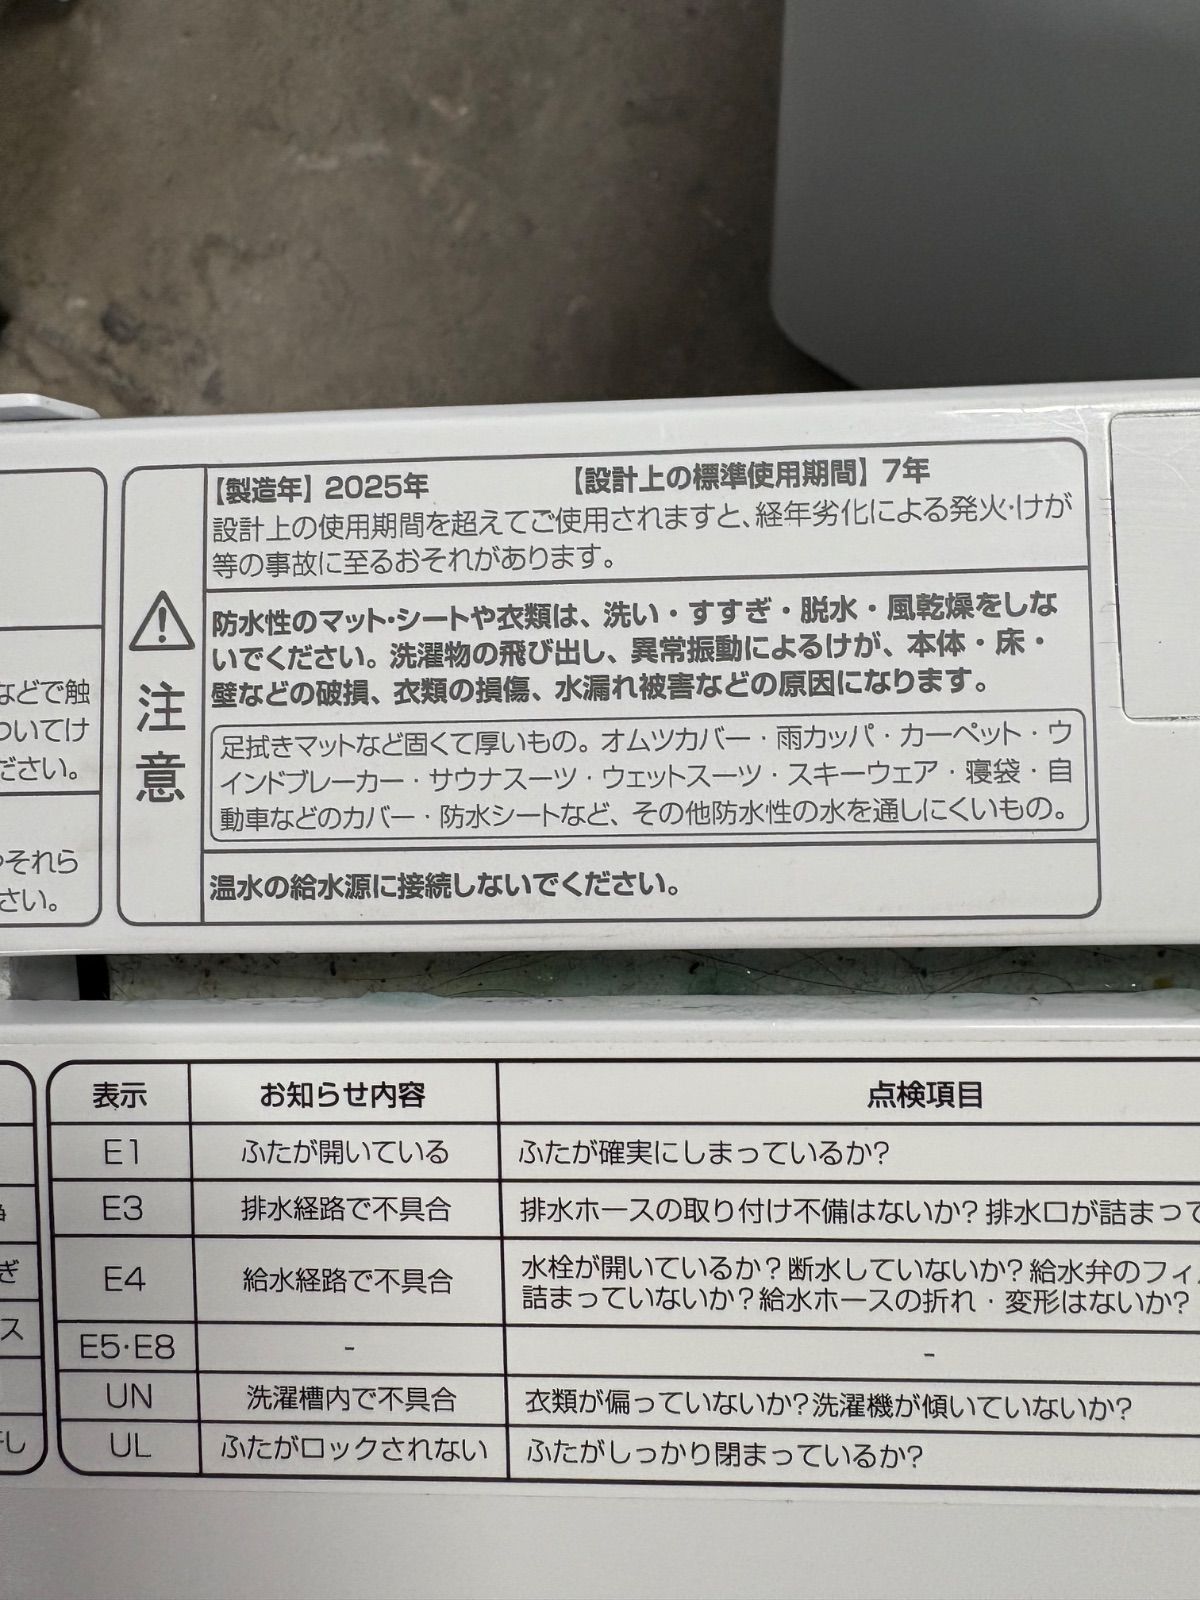 などで触
ついてけ
ださい。
やそれら
さい。
【製造年】2025年 【設計上の標準使用期間】7年
設計上の使用期間を超えてご使用されますと、経年劣化による発火・けが
等の事故に至るおそれがあります。
注意
防水性のマット・シートや衣類は、洗い・すすぎ・脱水・風乾燥をしな
いでください。洗濯物の飛び出し、異常振動によるけが、本体・床・
壁などの破損、衣類の損傷、水漏れ被害などの原因になります。
足拭きマットなど固くて厚いもの。オムツカバー・雨カッパ・カーペット・ウ
インドブレーカー・サウナスーツ・ウェットスーツ・スキーウェア・寝袋・自
動車などのカバー・防水シートなど、その他防水性の水を通しにくいもの。
温水の給水源に接続しないでください。
ぎ
ス
し
表示 お知らせ内容 点検項目
E1 ふたが開いている ふたが確実にしまっているか?
E3 排水経路で不具合 排水ホースの取り付け不備はないか?排水口が詰まって
E4 給水経路で不具合 水栓が開いているか?断水していないか?給水弁のフィ
詰まっていないか?給水ホースの折れ・変形はないか?
E5・E8 - -
UN 洗濯槽内で不具合 衣類が偏っていないか?洗濯機が傾いていないか?
UL ふたがロックされない ふたがしっかり閉まっているか?